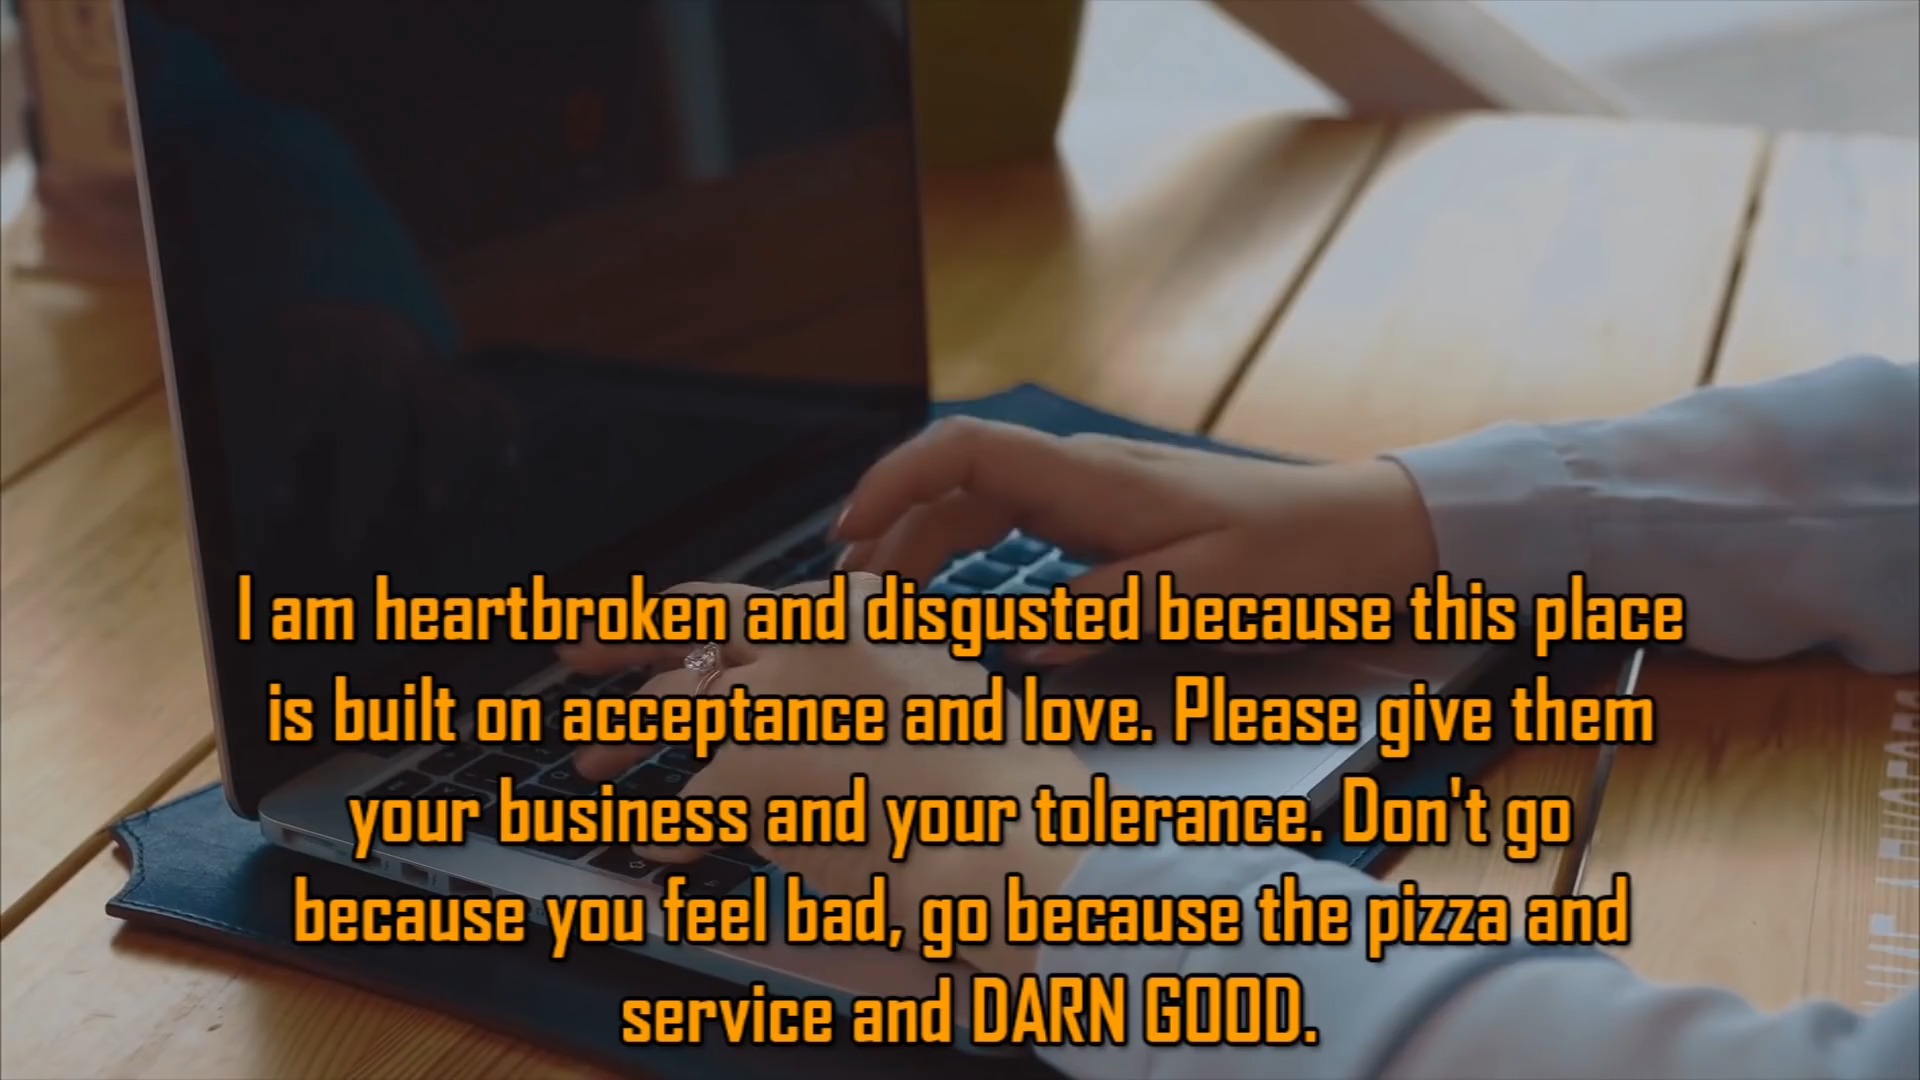 I am heartbroken and disgusted because this place
is built on acceptance and love. Please give them
your business and your tolerance. Don't go
because you feel bad, go because the pizza and
service and DARN GOOD.